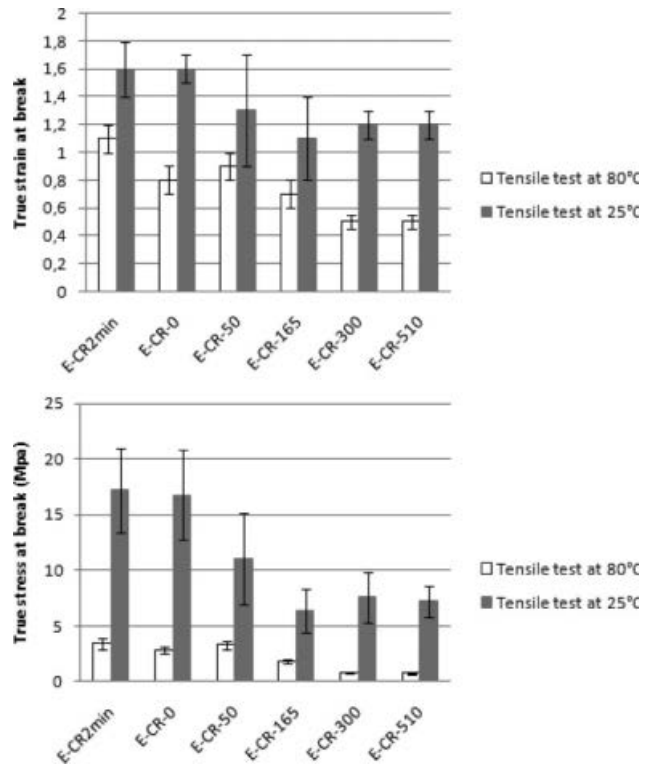 2
1,8
1,6
1,4
1,2
1
0,8
0,6
0,4
0,2
0
True strain at break
E-CR2min
E-CR-0
E-CR-50
E-CR-165
E-CR-300
E-CR-510
Tensile test at 80°C
Tensile test at 25°C
25
20
15
10
5
0
True stress at break (Mpa)
E-CR2min
E-CR-0
E-CR-50
E-CR-165
E-CR-300
E-CR-510
Tensile test at 80°C
Tensile test at 25°C